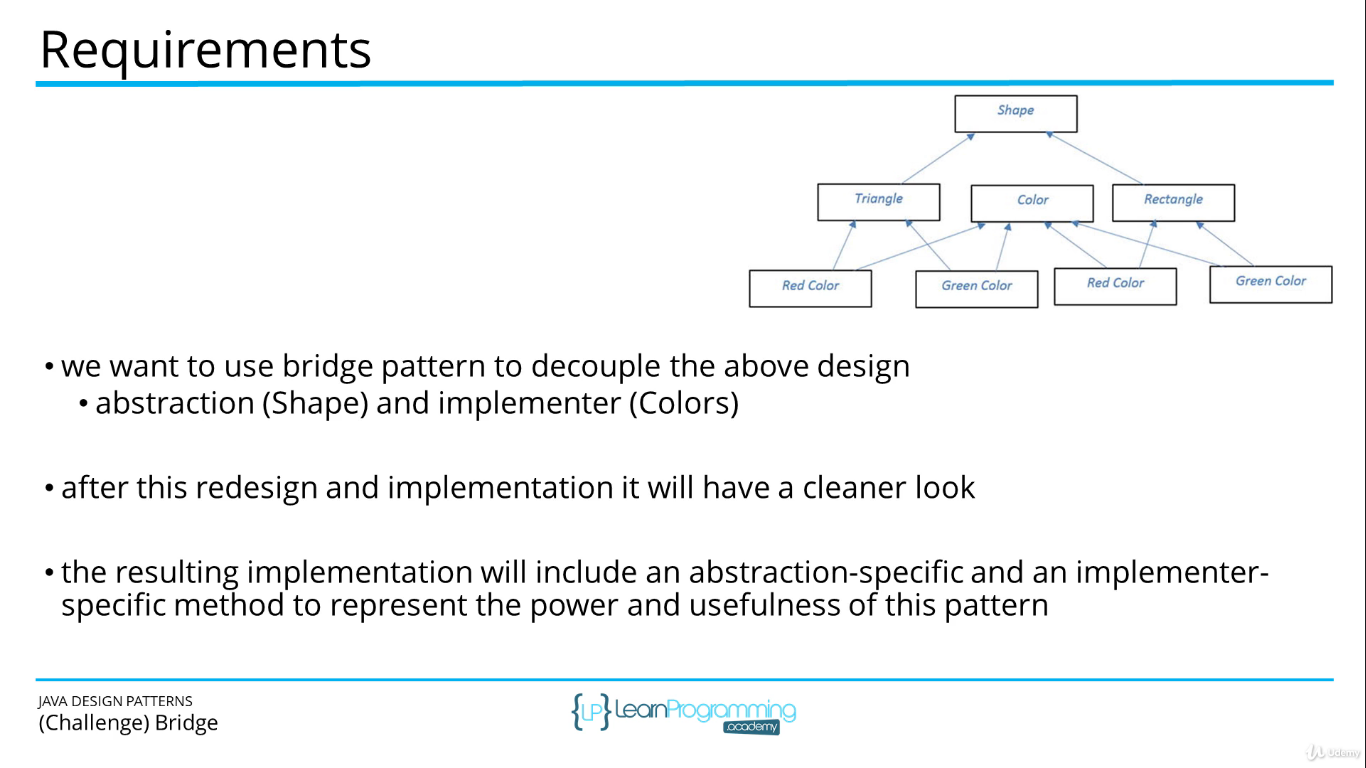 Requirements
Shape
Triangle
Color
Rectangle
Red Color
Green Color
Red Color
Green Color
• we want to use bridge pattern to decouple the above design
• abstraction (Shape) and implementer (Colors)
• after this redesign and implementation it will have a cleaner look
• the resulting implementation will include an abstraction-specific and an implementer-
specific method to represent the power and usefulness of this pattern
JAVA DESIGN PATTERNS
(Challenge) Bridge
{LP} LearnProgramming
.academy
Udemy